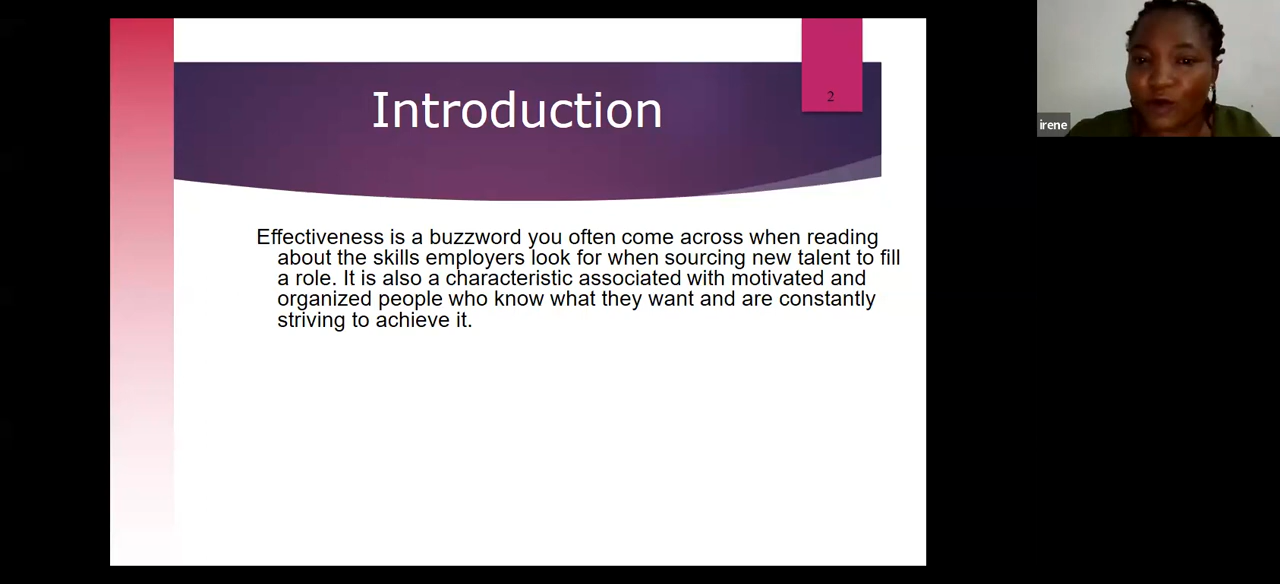 Introduction
2
Effectiveness is a buzzword you often come across when reading
about the skills employers look for when sourcing new talent to fill
a role. It is also a characteristic associated with motivated and
organized people who know what they want and are constantly
striving to achieve it.
irene